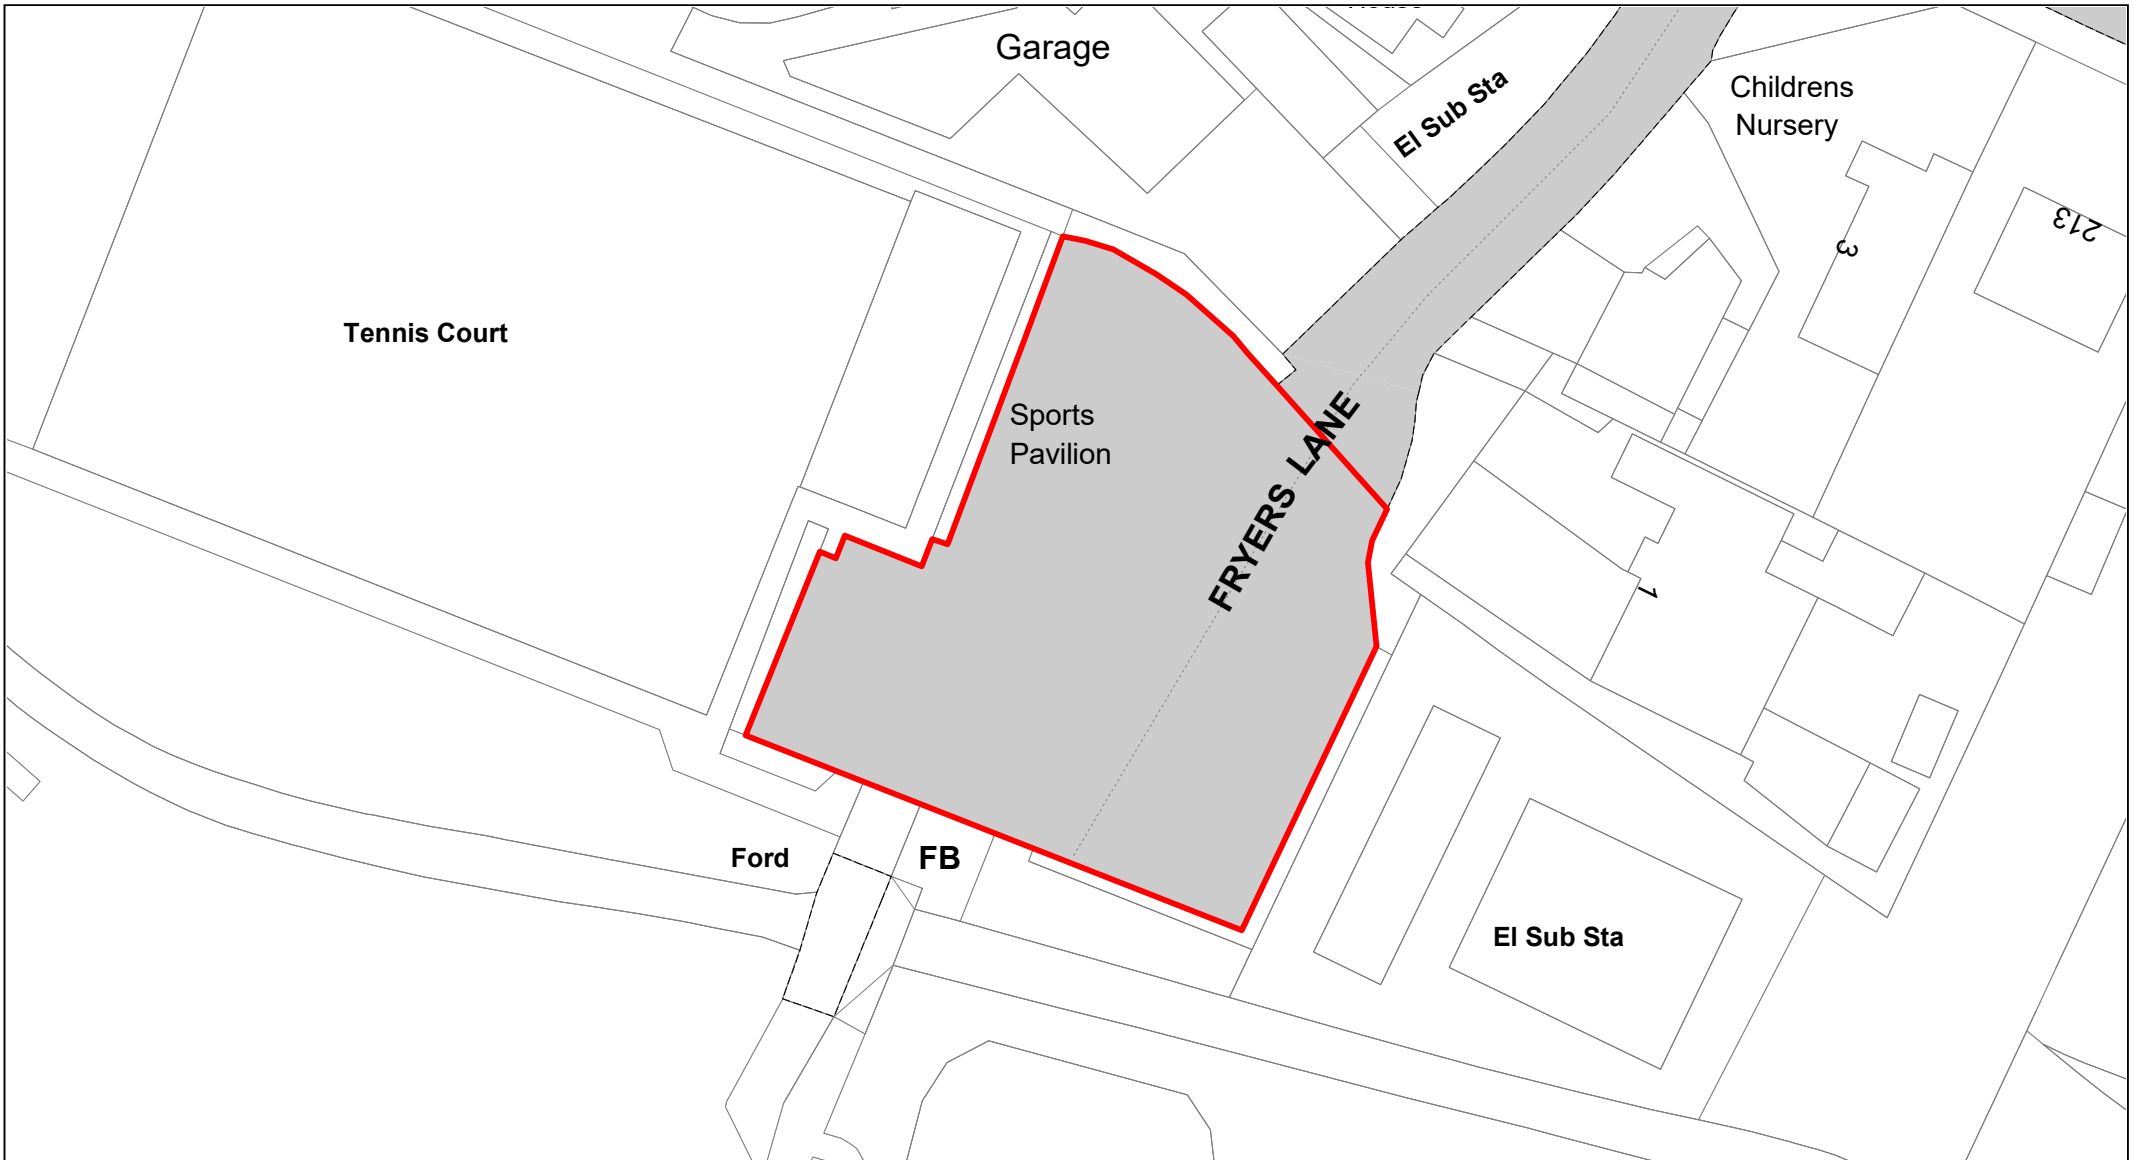 Garage
El Sub Sta
Childrens
Nursery
213
3
Tennis Court
Sports
Pavilion
FRYERS LANE
1
Ford
FB
El Sub Sta